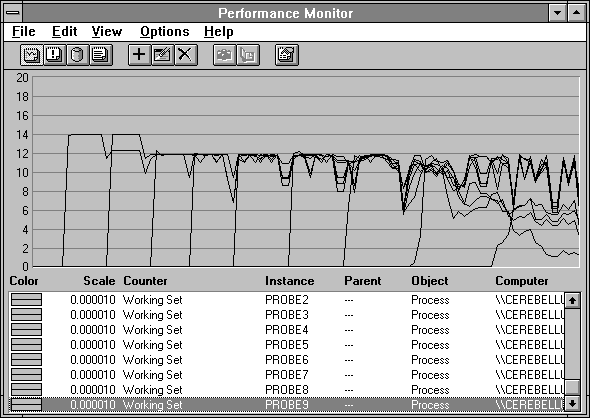 Performance Monitor
File Edit View Options Help
20
18
16
14
12
10
8
6
4
2
0
Color Scale Counter Instance Parent Object Computer
0.000010 Working Set PROBE2 --- Process \\CEREBELLU
0.000010 Working Set PROBE3 --- Process \\CEREBELLU
0.000010 Working Set PROBE4 --- Process \\CEREBELLU
0.000010 Working Set PROBE5 --- Process \\CEREBELLU
0.000010 Working Set PROBE6 --- Process \\CEREBELLU
0.000010 Working Set PROBE7 --- Process \\CEREBELLU
0.000010 Working Set PROBE8 --- Process \\CEREBELLU
0.000010 Working Set PROBE9 --- Process \\CEREBELLU